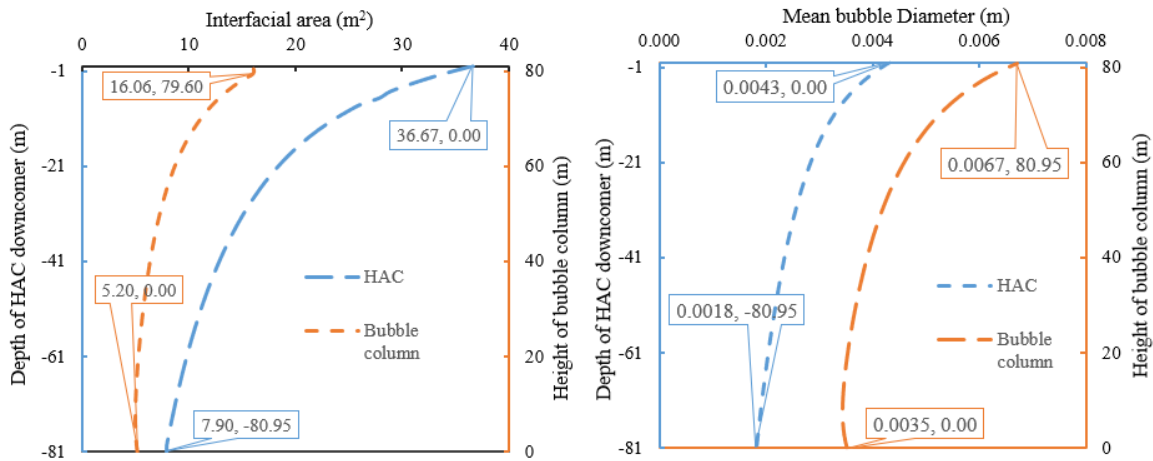 Interfacial area (m²)
0 10 20 30 40
-1
-21
-41
-61
-81
Depth of HAC downcomer (m)
80
60
40
20
0
Height of bubble column (m)
16.06, 79.60
36.67, 0.00
5.20, 0.00
7.90, -80.95
HAC
Bubble
column
Mean bubble Diameter (m)
0.000 0.002 0.004 0.006 0.008
-1
-21
-41
-61
-81
Depth of HAC downcomer (m)
80
60
40
20
0
Height of bubble column (m)
0.0043, 0.00
0.0067, 80.95
0.0018, -80.95
0.0035, 0.00
HAC
Bubble
column